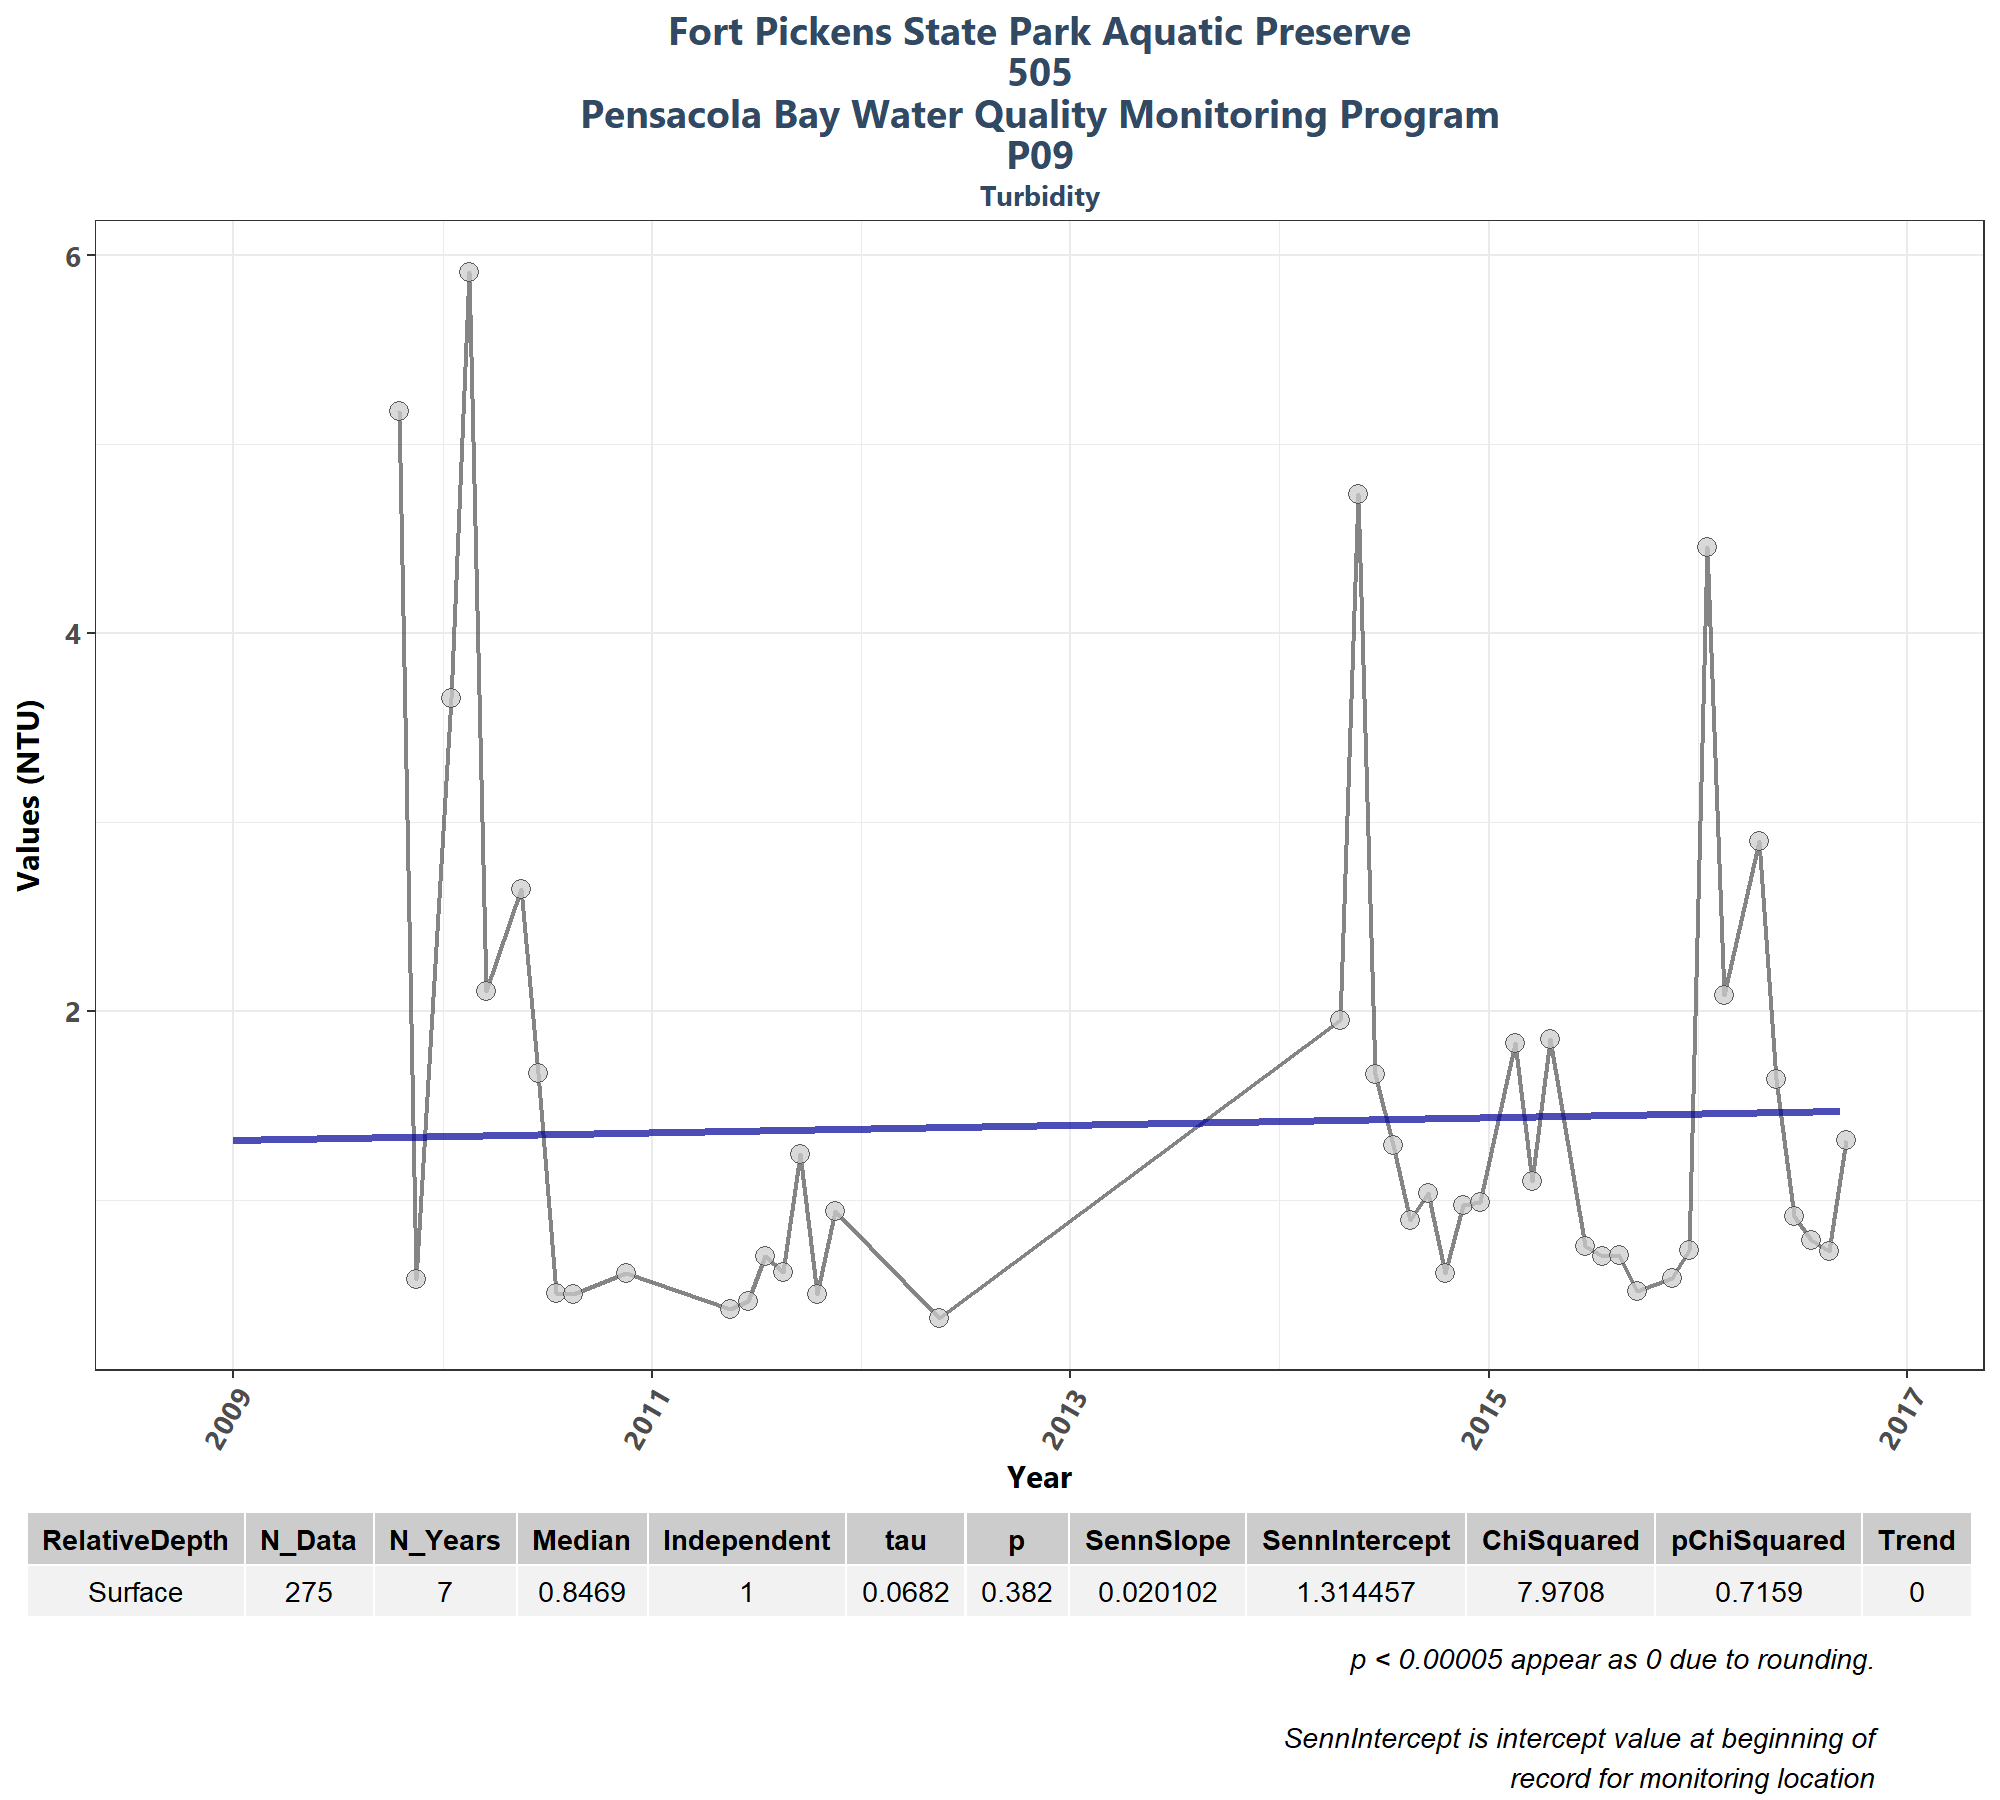 Fort Pickens State Park Aquatic Preserve
505
Pensacola Bay Water Quality Monitoring Program
P09
Turbidity
6
4
2
Values (NTU)
2009
2011
2013
2015
2017
Year
RelativeDepth N_Data N_Years Median Independent tau p SennSlope SennIntercept ChiSquared pChiSquared Trend
Surface 275 7 0.8469 1 0.0682 0.382 0.020102 1.314457 7.9708 0.7159 0
p < 0.00005 appear as 0 due to rounding.
SennIntercept is intercept value at beginning of
record for monitoring location